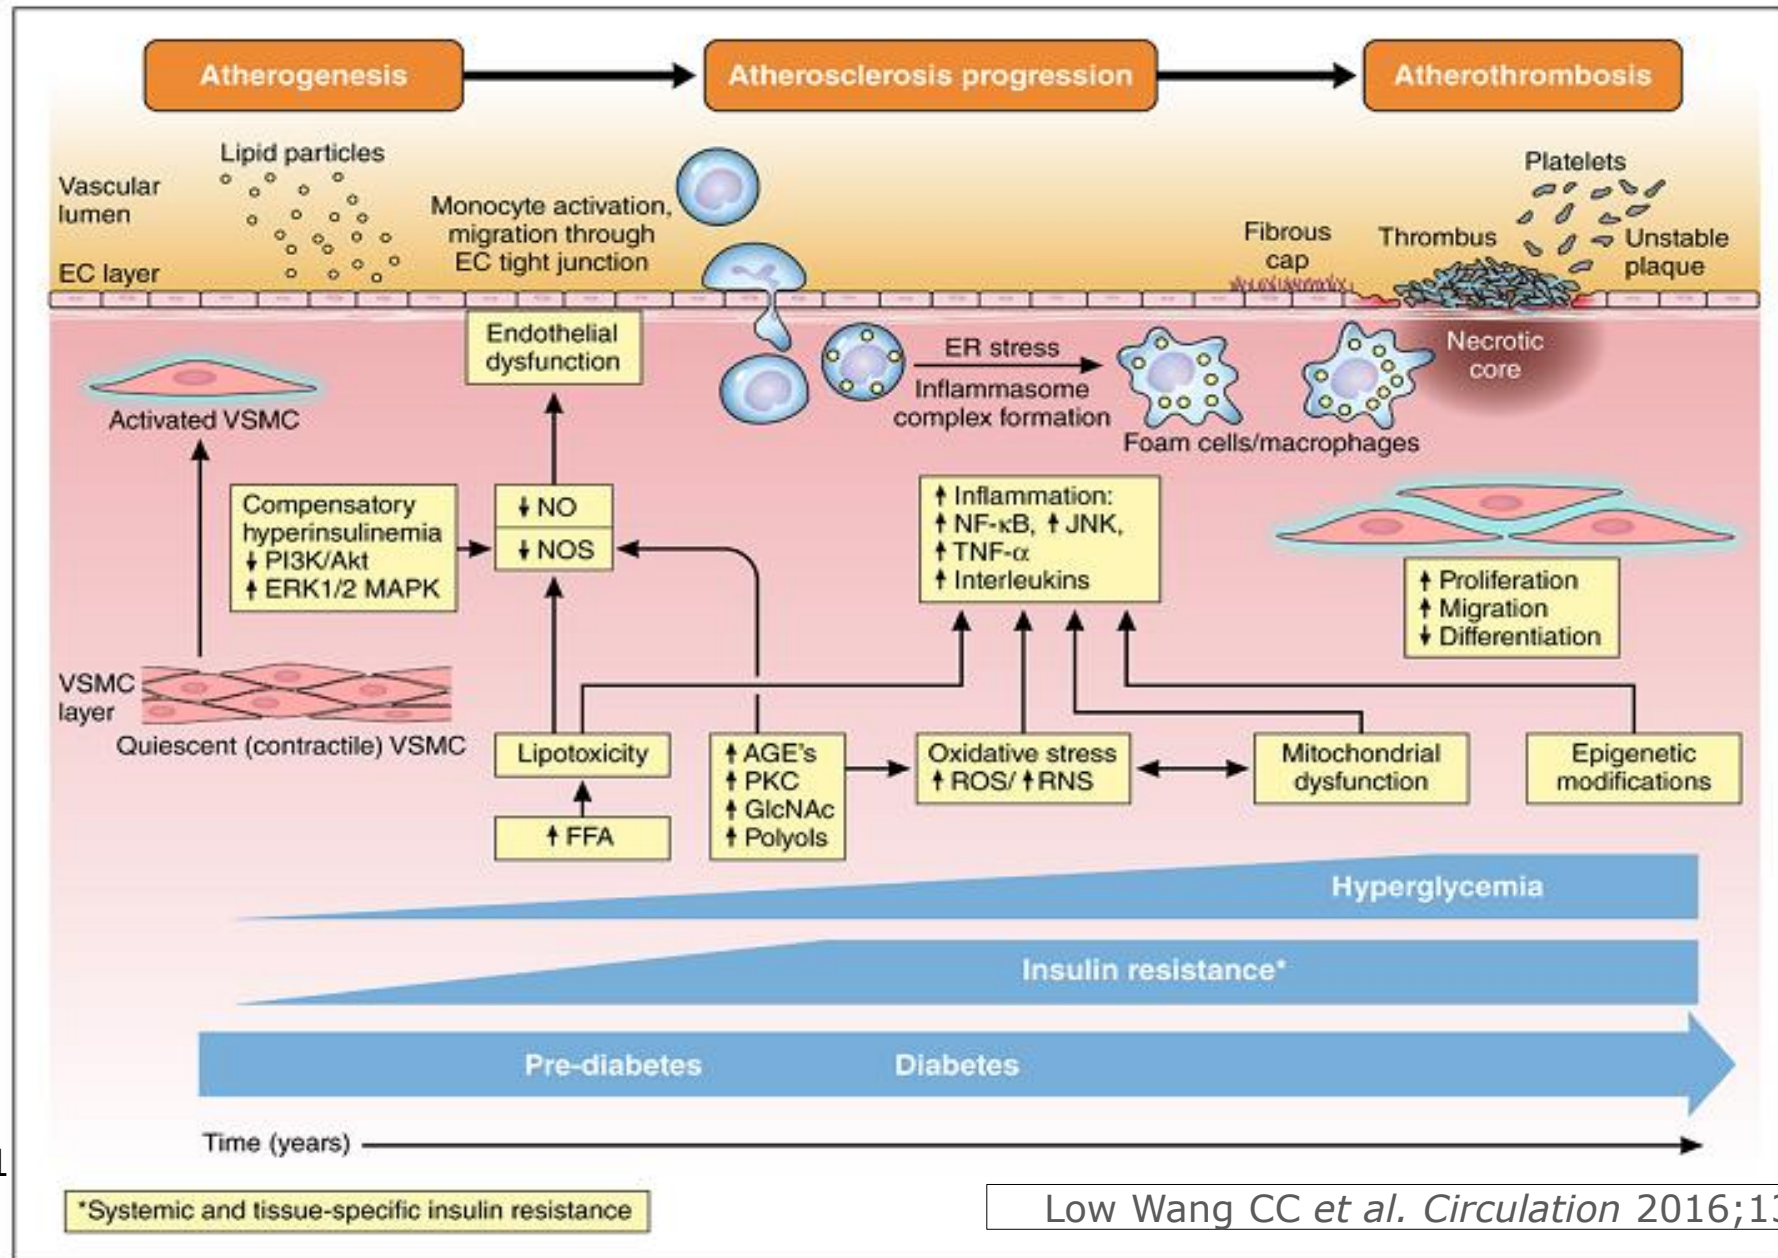 Atherogenesis
Atherosclerosis progression
Atherothrombosis
Lipid particles
Vascular
lumen
EC layer
Monocyte activation,
migration through
EC tight junction
Fibrous
cap
Thrombus
Platelets
Unstable
plaque
Endothelial
dysfunction
ER stress
Inflammasome
complex formation
Foam cells/macrophages
Necrotic
core
Activated VSMC
Compensatory
hyperinsulinemia
↓ PI3K/Akt
↑ ERK1/2 MAPK
↓ NO
↓ NOS
↑ Inflammation:
↑ NF-κB, ↑ JNK,
↑ TNF-α
↑ Interleukins
↑ Proliferation
↑ Migration
↓ Differentiation
VSMC
layer
Quiescent (contractile) VSMC
Lipotoxicity
↑ FFA
↑ AGE's
↑ PKC
↑ GlcNAc
↑ Polyols
Oxidative stress
↑ ROS/ ↑ RNS
Mitochondrial
dysfunction
Epigenetic
modifications
Hyperglycemia
Insulin resistance*
Pre-diabetes
Diabetes
Time (years)
*Systemic and tissue-specific insulin resistance
Low Wang CC et al. Circulation 2016;13